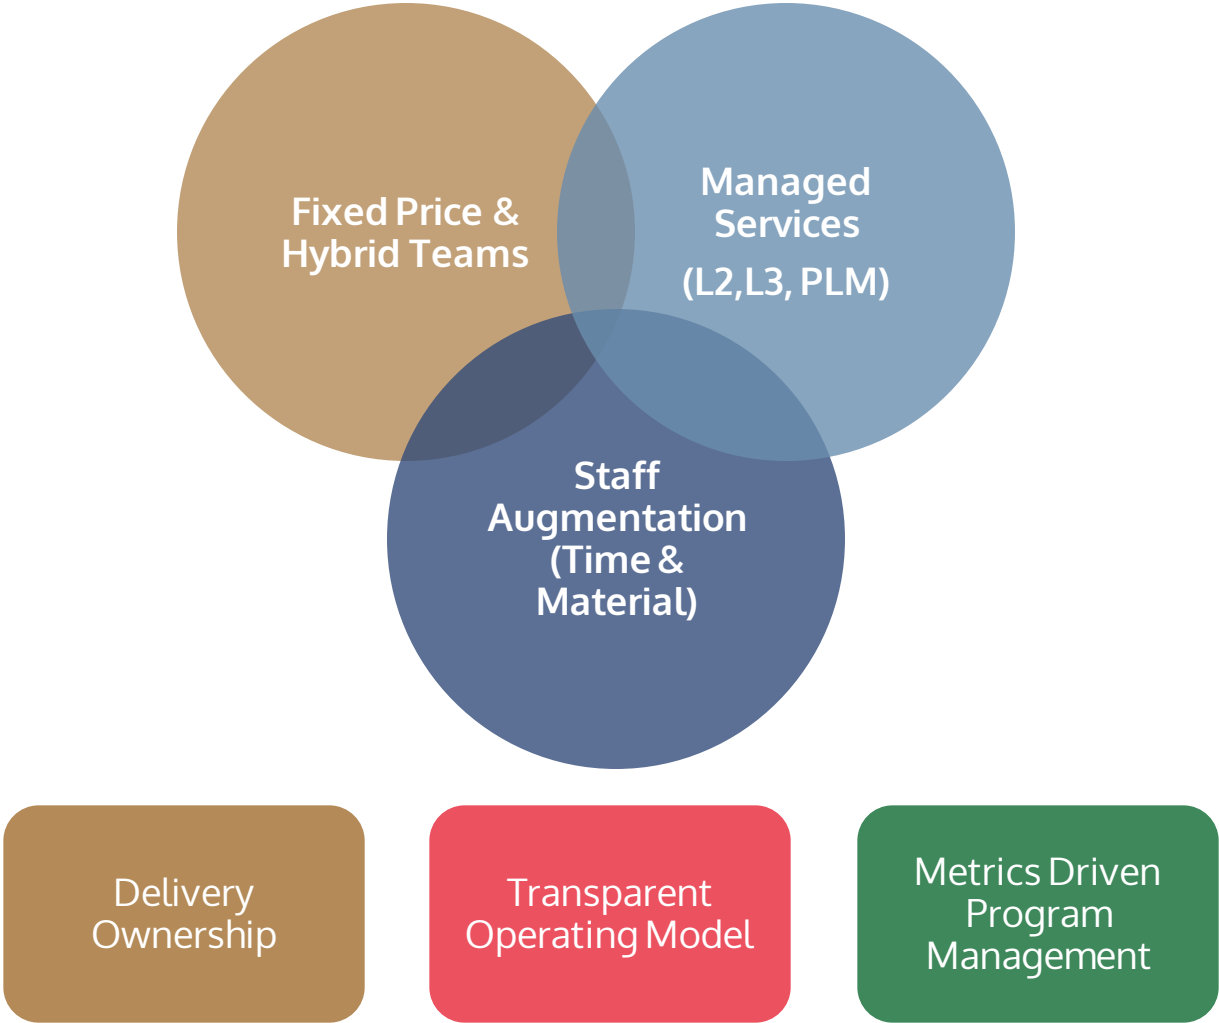 Fixed Price &
Hybrid Teams
Managed
Services
(L2,L3, PLM)
Staff
Augmentation
(Time &
Material)
Delivery
Ownership
Transparent
Operating Model
Metrics Driven
Program
Management